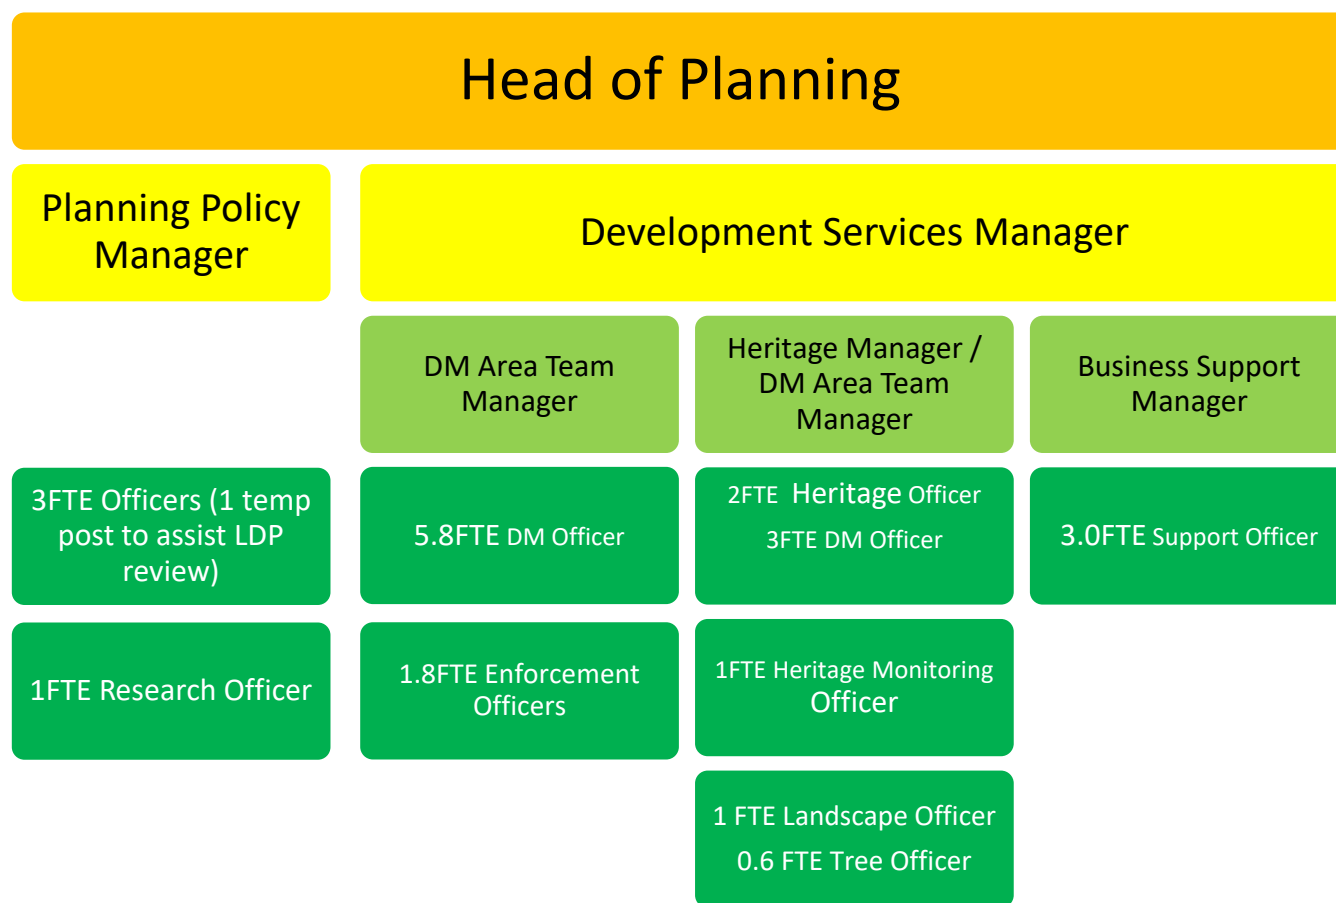 Head of Planning
Planning Policy
Manager
Development Services Manager
DM Area Team
Manager
Heritage Manager /
DM Area Team
Manager
Business Support
Manager
3FTE Officers (1 temp
post to assist LDP
review)
5.8FTE DM Officer
2FTE Heritage Officer
3FTE DM Officer
3.0FTE Support Officer
1FTE Research Officer
1.8FTE Enforcement
Officers
1FTE Heritage Monitoring
Officer
1 FTE Landscape Officer
0.6 FTE Tree Officer